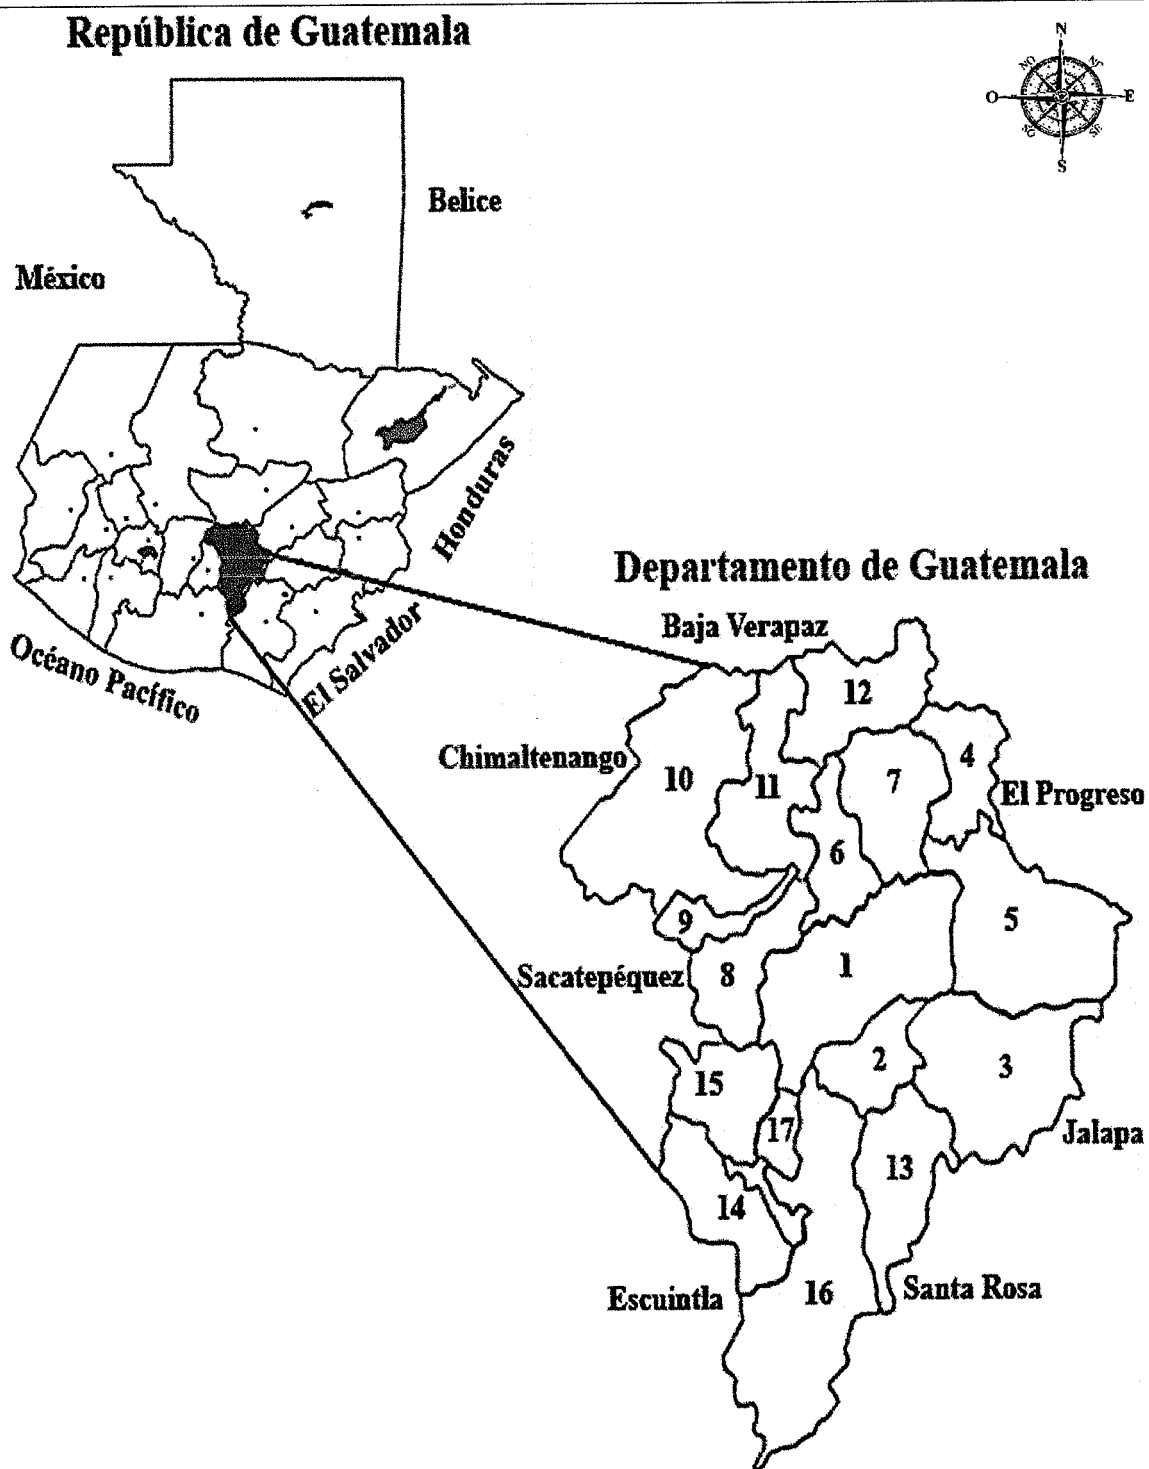 República de Guatemala
N
NO
NE
O
E
SO
SE
S
Belice
México
Honduras
El Salvador
Océano Pacífico
Departamento de Guatemala
Baja Verapaz
12
Chimaltenango
10
11
7
4
El Progreso
6
9
5
Sacatepéquez
8
1
2
3
15
17
Jalapa
13
14
Escuintla
16
Santa Rosa